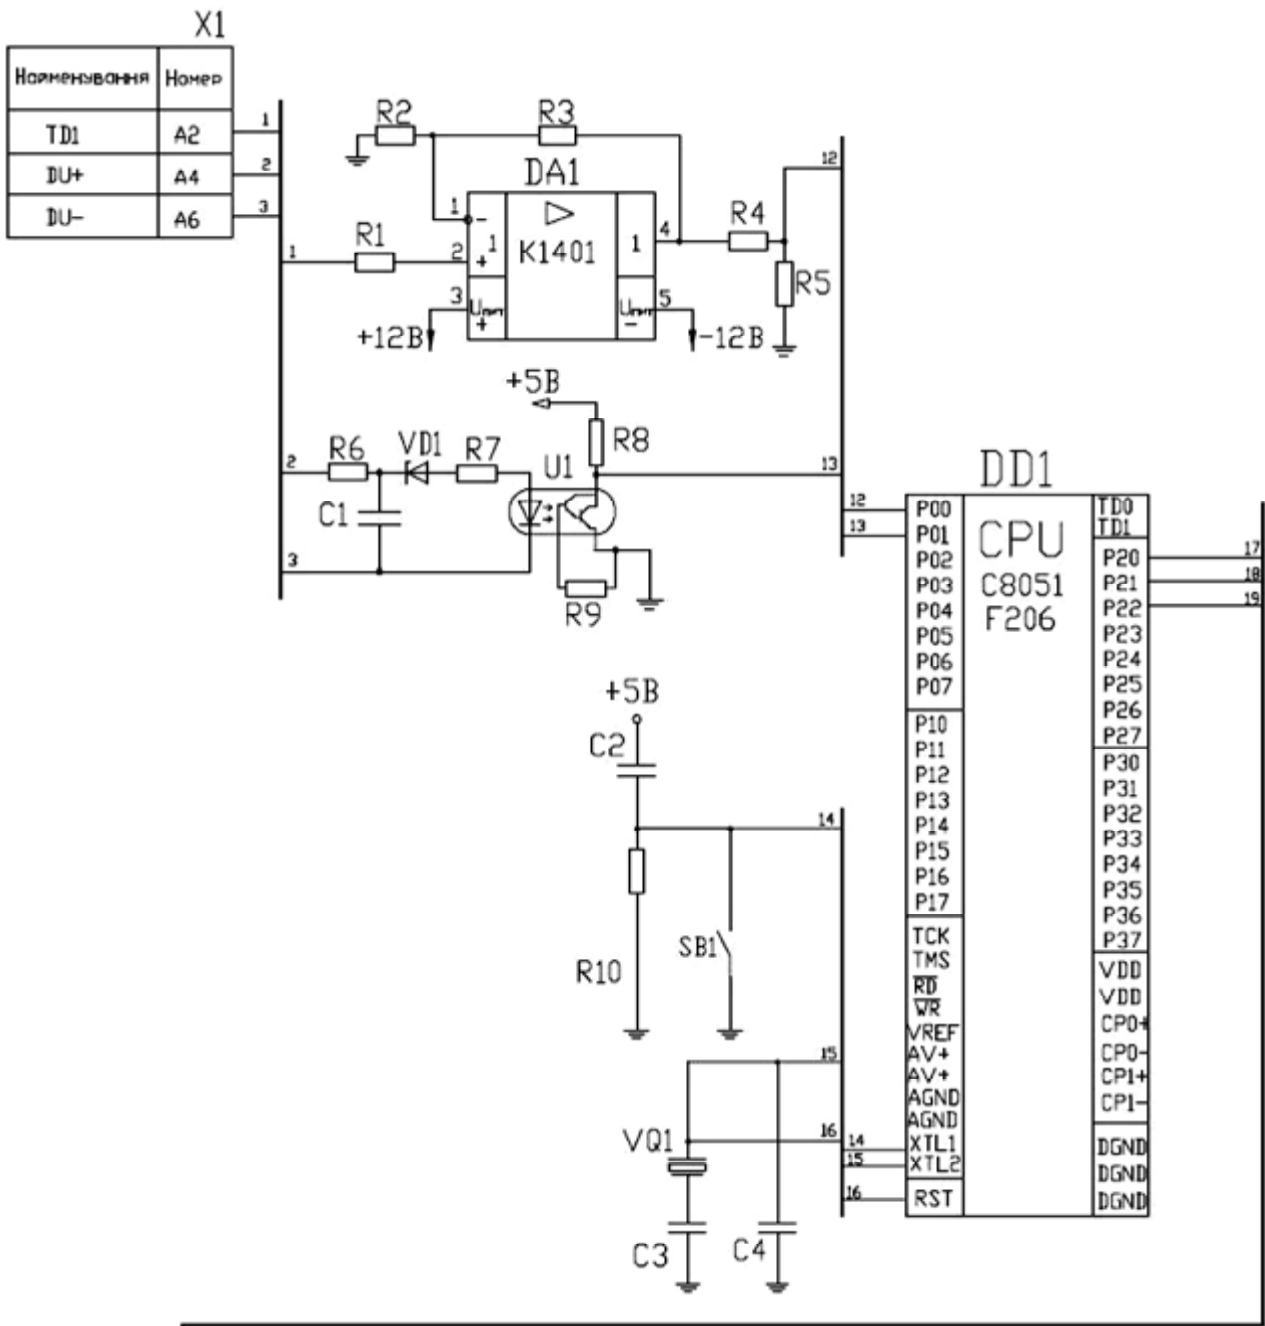 X1
Найменування Номер
TD1 A2 1
DU+ A4 2
DU- A6 3
R2 R3
DA1
1 -
R1
1 2 + 1 K1401 1 4
R4
12
R5
3 Uпит + Uпит - 5
+12В -12В
+5В
R8
2 R6 VD1 R7 U1 13
C1
3
R9
DD1
CPU
C8051
F206
12 P00
13 P01
P02
P03
P04
P05
P06
P07
P10
P11
P12
P13
P14
P15
P16
P17
TCK
TMS
RD
WR
VREF
AV+
AV+
AGND
AGND
14 XTL1
15 XTL2
16 RST
TD0
TD1
P20 17
P21 18
P22 19
P23
P24
P25
P26
P27
P30
P31
P32
P33
P34
P35
P36
P37
VDD
VDD
CP0+
CP0-
CP1+
CP1-
DGND
DGND
DGND
+5В
C2
14
R10 SB1
15
VQ1 16
C3 C4